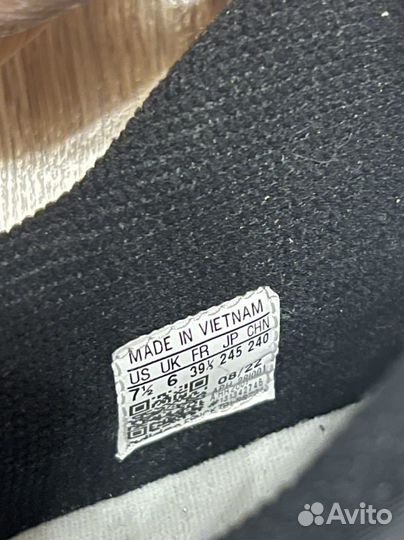 MADE IN VIETNAM
US UK FR JP CHN
7½ 6 39⅓ 245 240
08/22
Avito